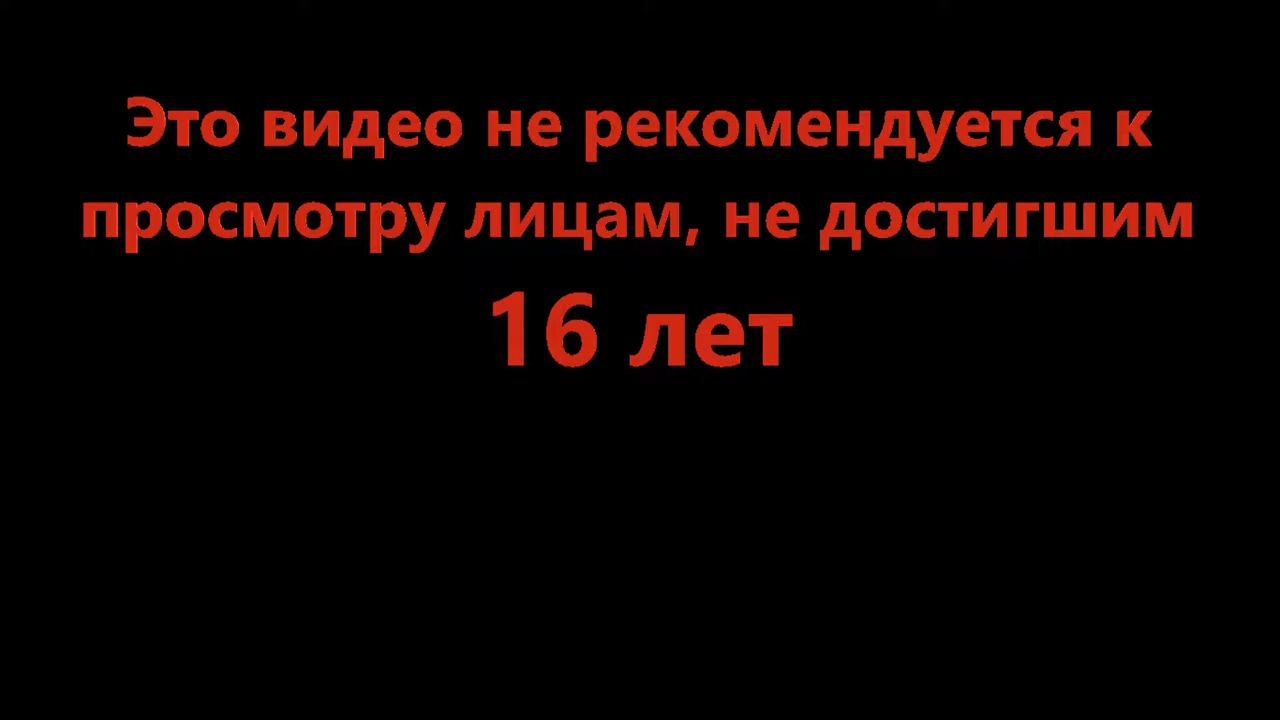 Это видео не рекомендуется к
просмотру лицам, не достигшим
16 лет